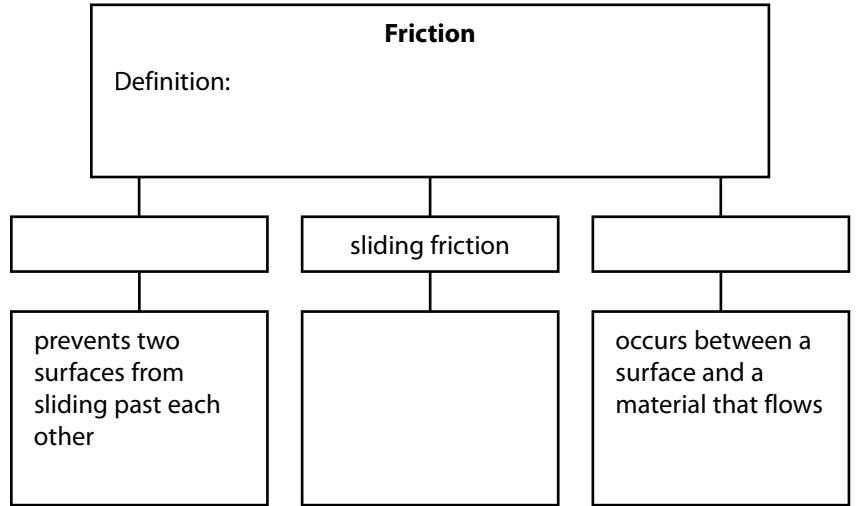 Friction
Definition:
sliding friction
prevents two
surfaces from
sliding past each
other
occurs between a
surface and a
material that flows